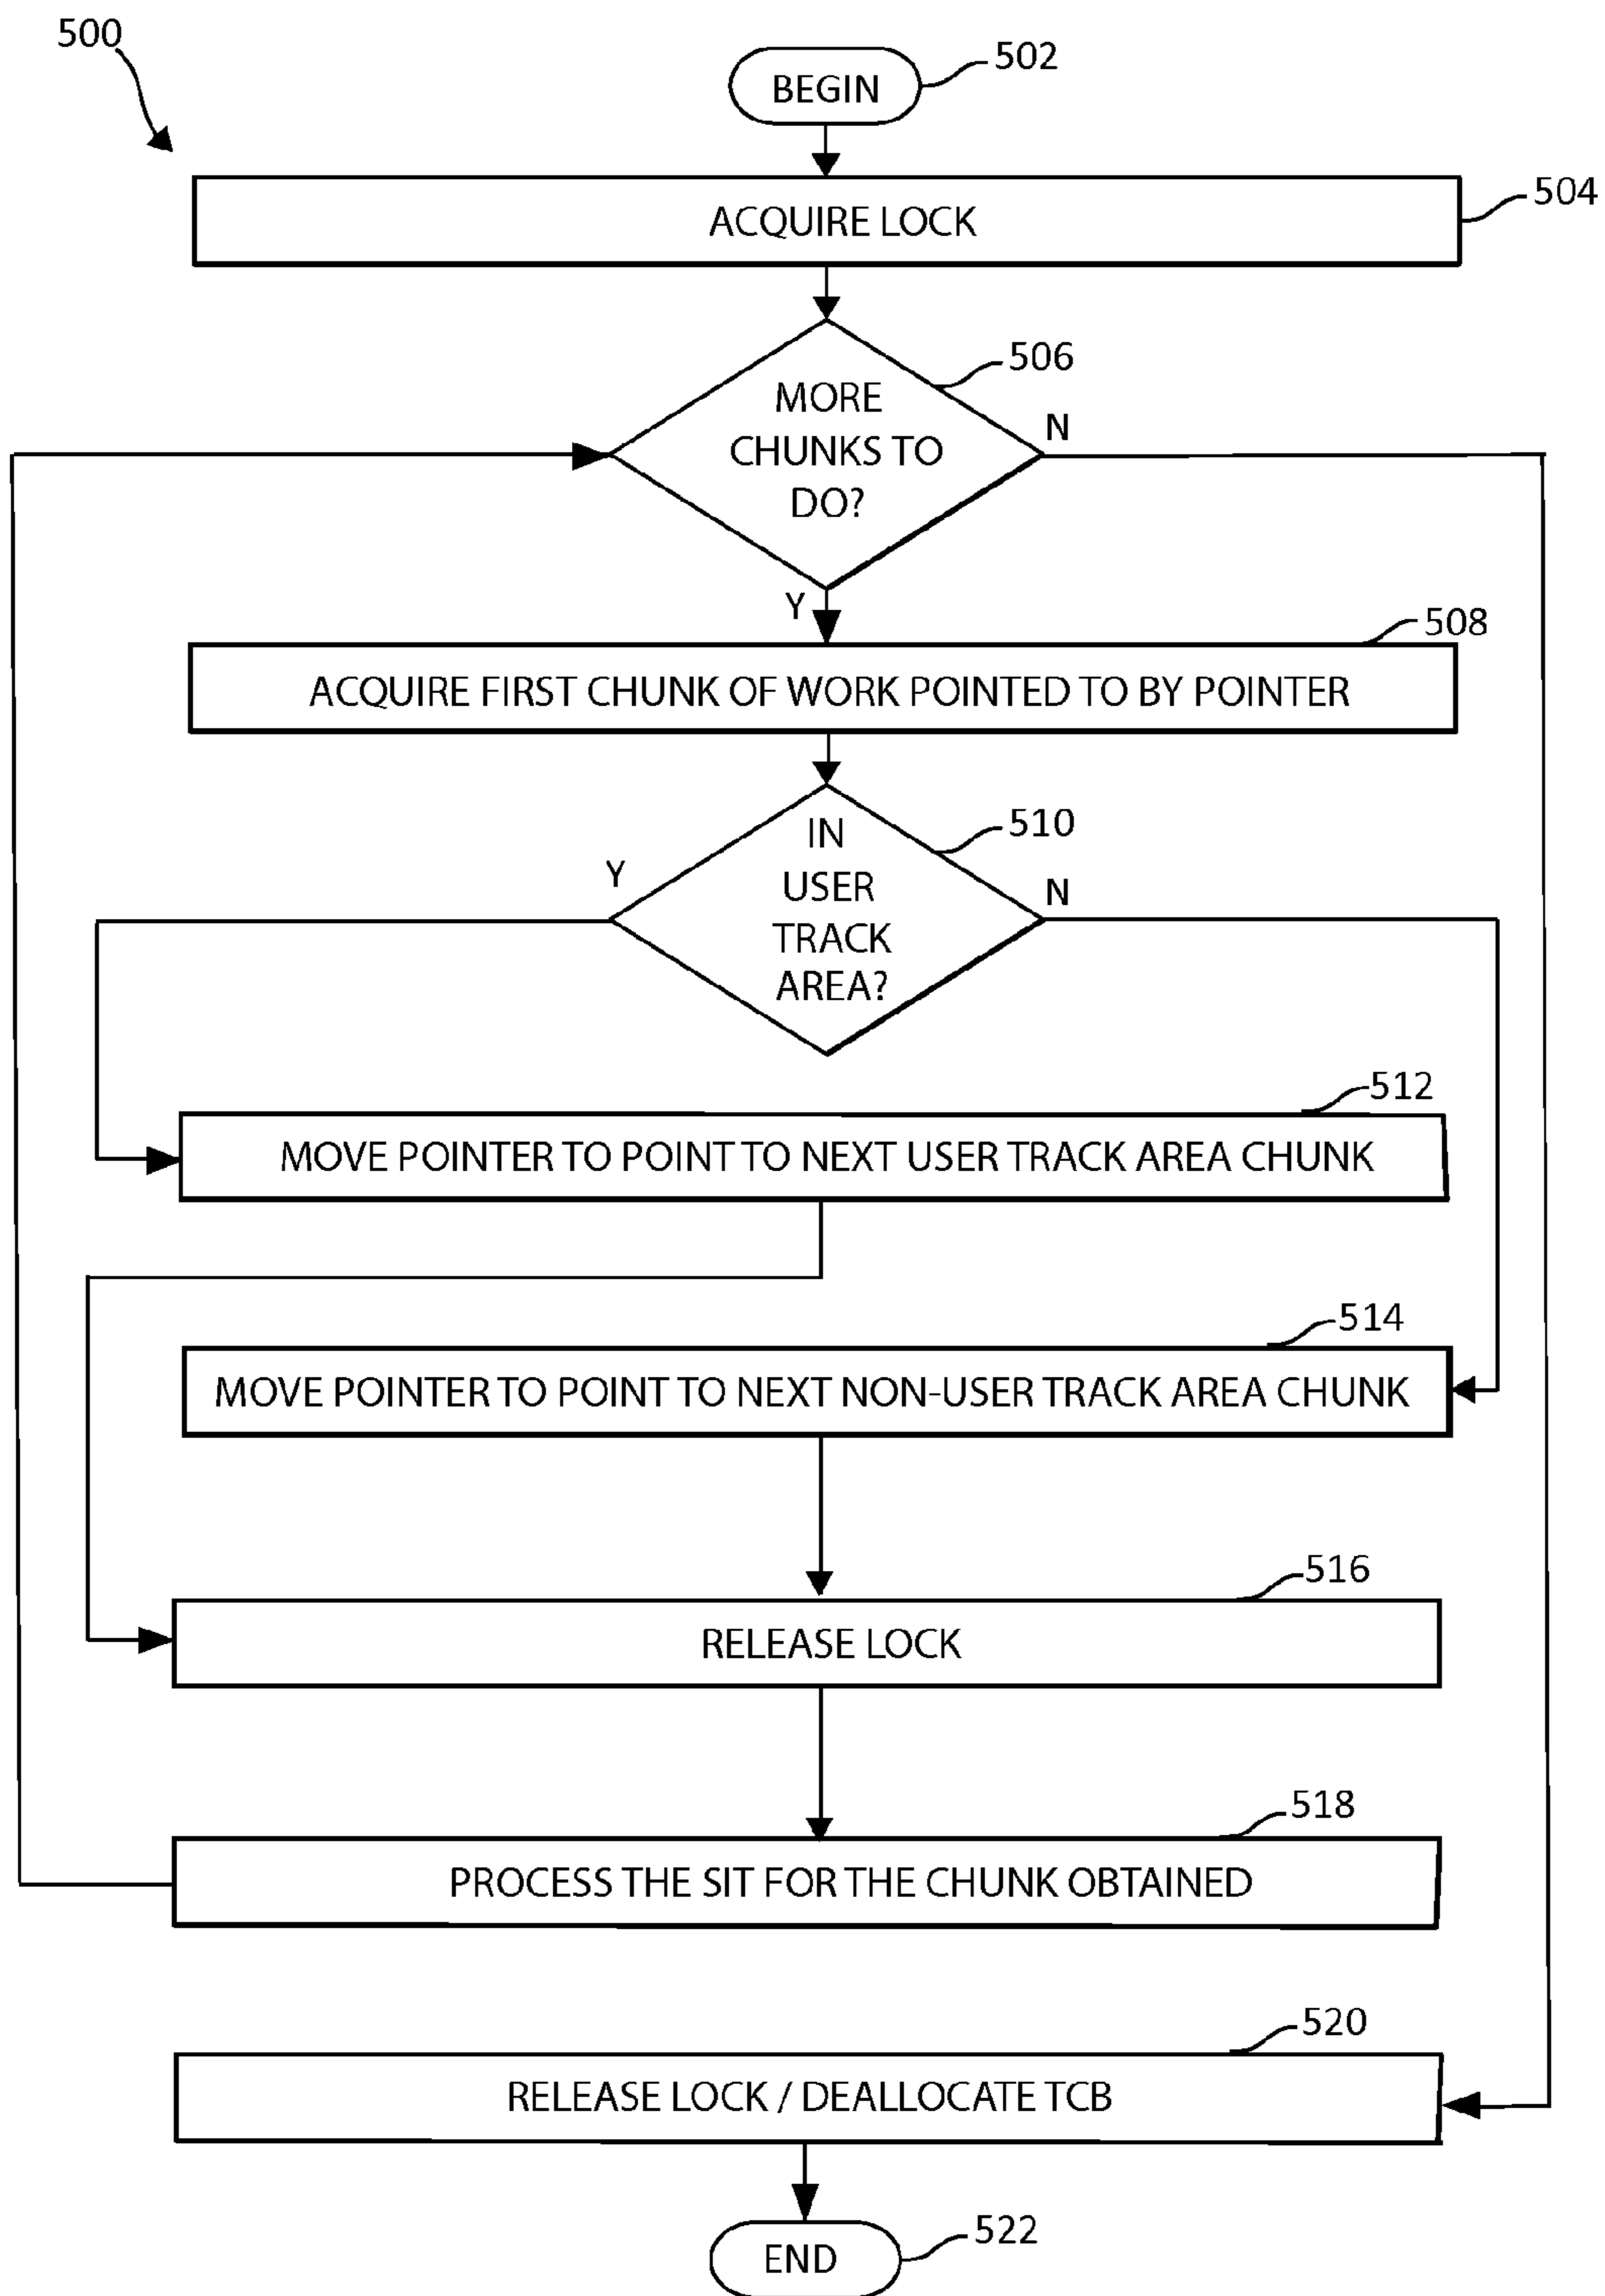 500
BEGIN
502
ACQUIRE LOCK
504
MORE
CHUNKS TO
DO?
506
N
Y
508
ACQUIRE FIRST CHUNK OF WORK POINTED TO BY POINTER
IN
USER
TRACK
AREA?
510
Y
N
512
MOVE POINTER TO POINT TO NEXT USER TRACK AREA CHUNK
514
MOVE POINTER TO POINT TO NEXT NON-USER TRACK AREA CHUNK
516
RELEASE LOCK
518
PROCESS THE SIT FOR THE CHUNK OBTAINED
520
RELEASE LOCK / DEALLOCATE TCB
END
522